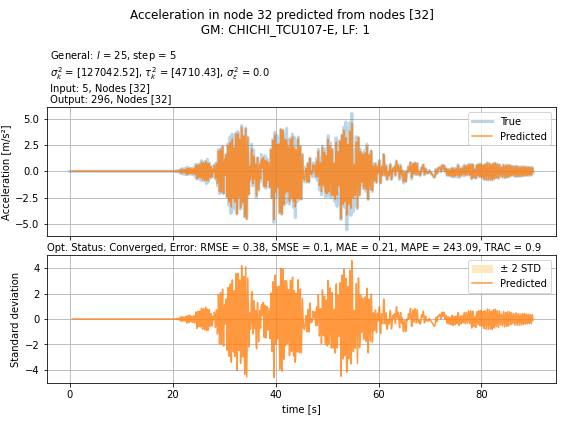 Acceleration in node 32 predicted from nodes [32]
GM: CHICHI_TCU107-E, LF: 1
General: l = 25, step = 5
σ²ₖ = [127042.52], τ²ₖ = [4710.43], σ²ε = 0.0
Input: 5, Nodes [32]
Output: 296, Nodes [32]
Acceleration [m/s²]
5.0
2.5
0.0
−2.5
−5.0
True
Predicted
Opt. Status: Converged, Error: RMSE = 0.38, SMSE = 0.1, MAE = 0.21, MAPE = 243.09, TRAC = 0.9
Standard deviation
4
2
0
−2
−4
± 2 STD
Predicted
0 20 40 60 80
time [s]